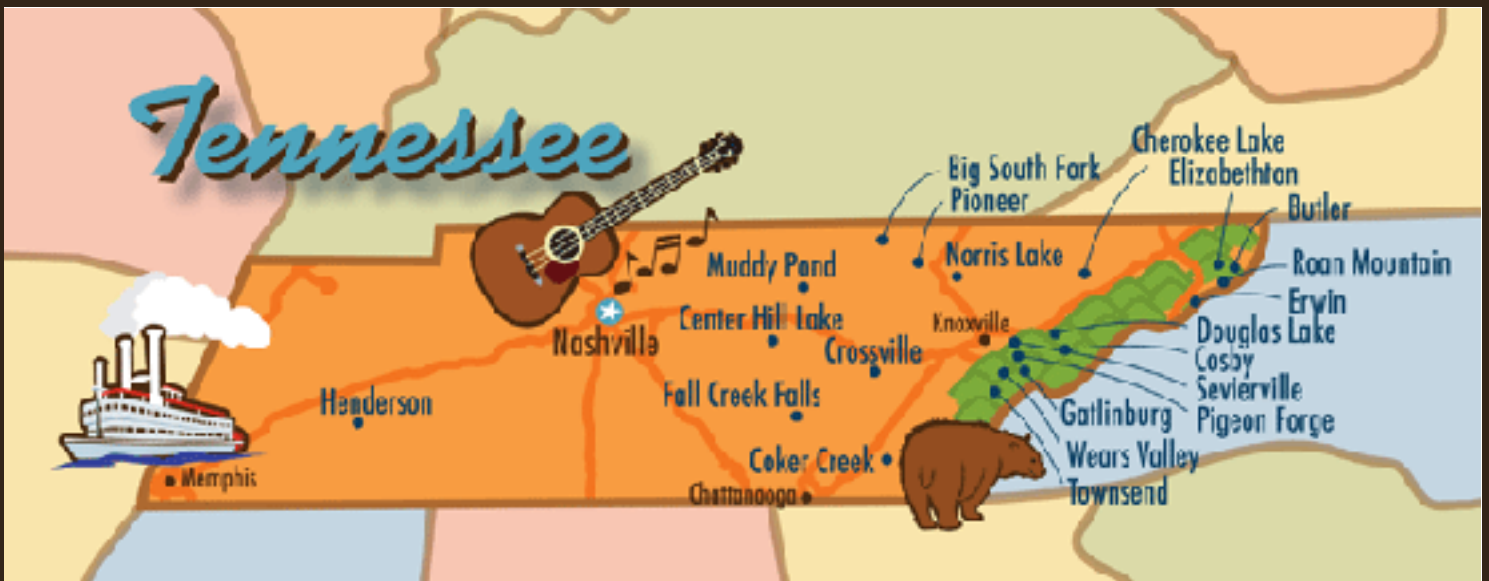 Tennessee
Cherokee Lake
Big South Fork
Elizabethton
Pioneer
Butler
Norris Lake
Muddy Pond
Roan Mountain
Erwin
Center Hill Lake
Knoxville
Douglas Lake
Nashville
Crossville
Cosby
Sevierville
Fall Creek Falls
Henderson
Gatlinburg
Pigeon Forge
Wears Valley
Coker Creek
Memphis
Chattanooga
Townsend